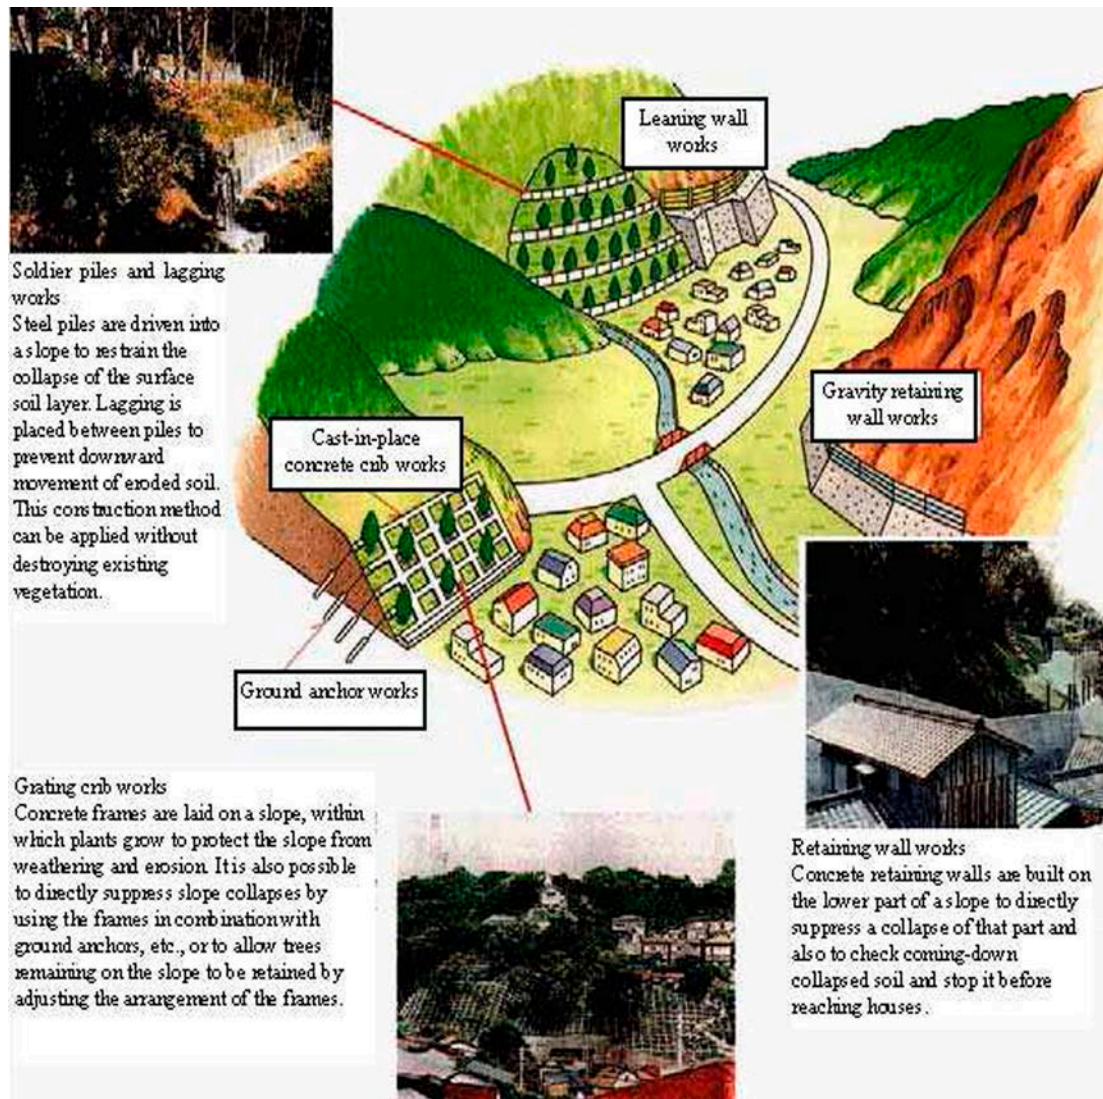 Leaning wall
works
Soldier piles and lagging
works
Steel piles are driven into
a slope to restrain the
collapse of the surface
soil layer. Lagging is
placed between piles to
prevent downward
movement of eroded soil.
This construction method
can be applied without
destroying existing
vegetation.
Gravity retaining
wall works
Cast-in-place
concrete crib works
Ground anchor works
Grating crib works
Concrete frames are laid on a slope, within
which plants grow to protect the slope from
weathering and erosion. It is also possible
to directly suppress slope collapses by
using the frames in combination with
ground anchors, etc., or to allow trees
remaining on the slope to be retained by
adjusting the arrangement of the frames.
Retaining wall works
Concrete retaining walls are built on
the lower part of a slope to directly
suppress a collapse of that part and
also to check coming-down
collapsed soil and stop it before
reaching houses.